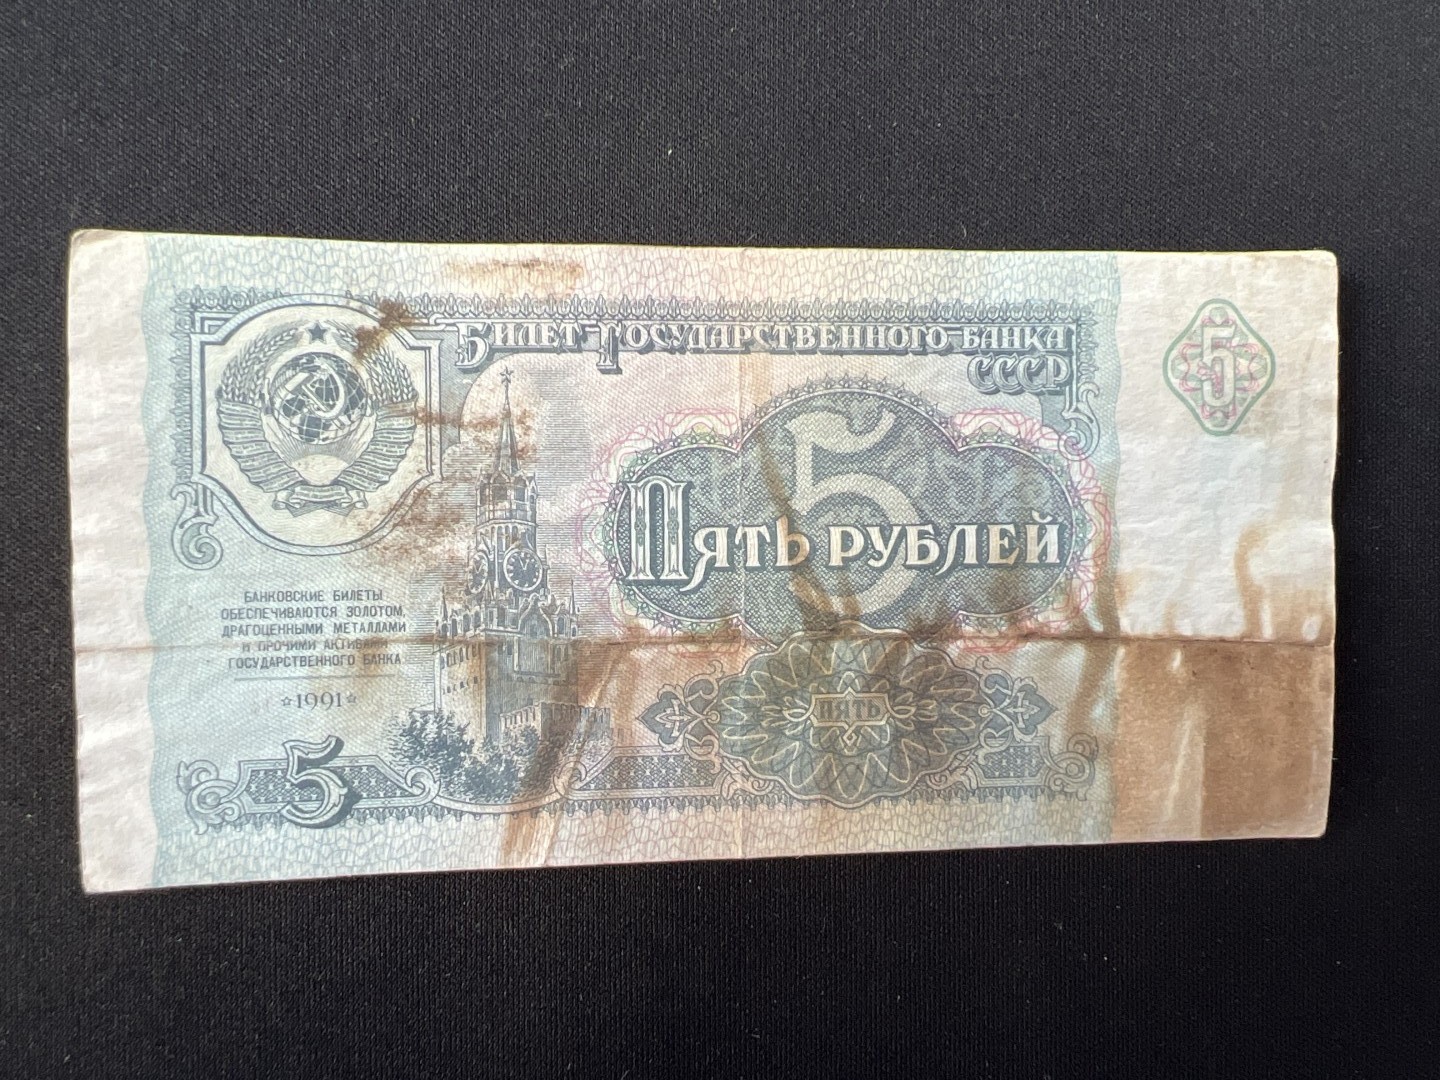 Билет Государственного банка
СССР
5
5
Пять рублей
Банковские билеты
обеспечиваются золотом,
драгоценными металлами
и прочими активами
Государственного банка
☆1991☆
ПЯТЬ
5